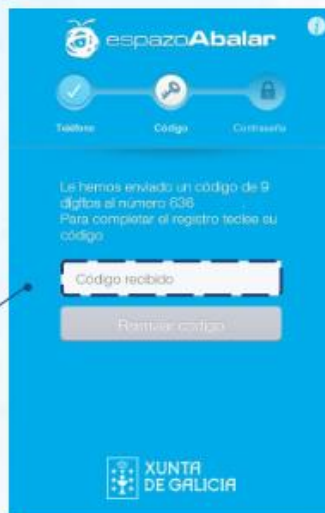 espazoAbalar
i
Teléfono Código Contraseña
Le hemos enviado un código de 9
dígitos al número 636
Para completar el registro teclee su
código
Código recibido
Reenviar código
XUNTA
DE GALICIA